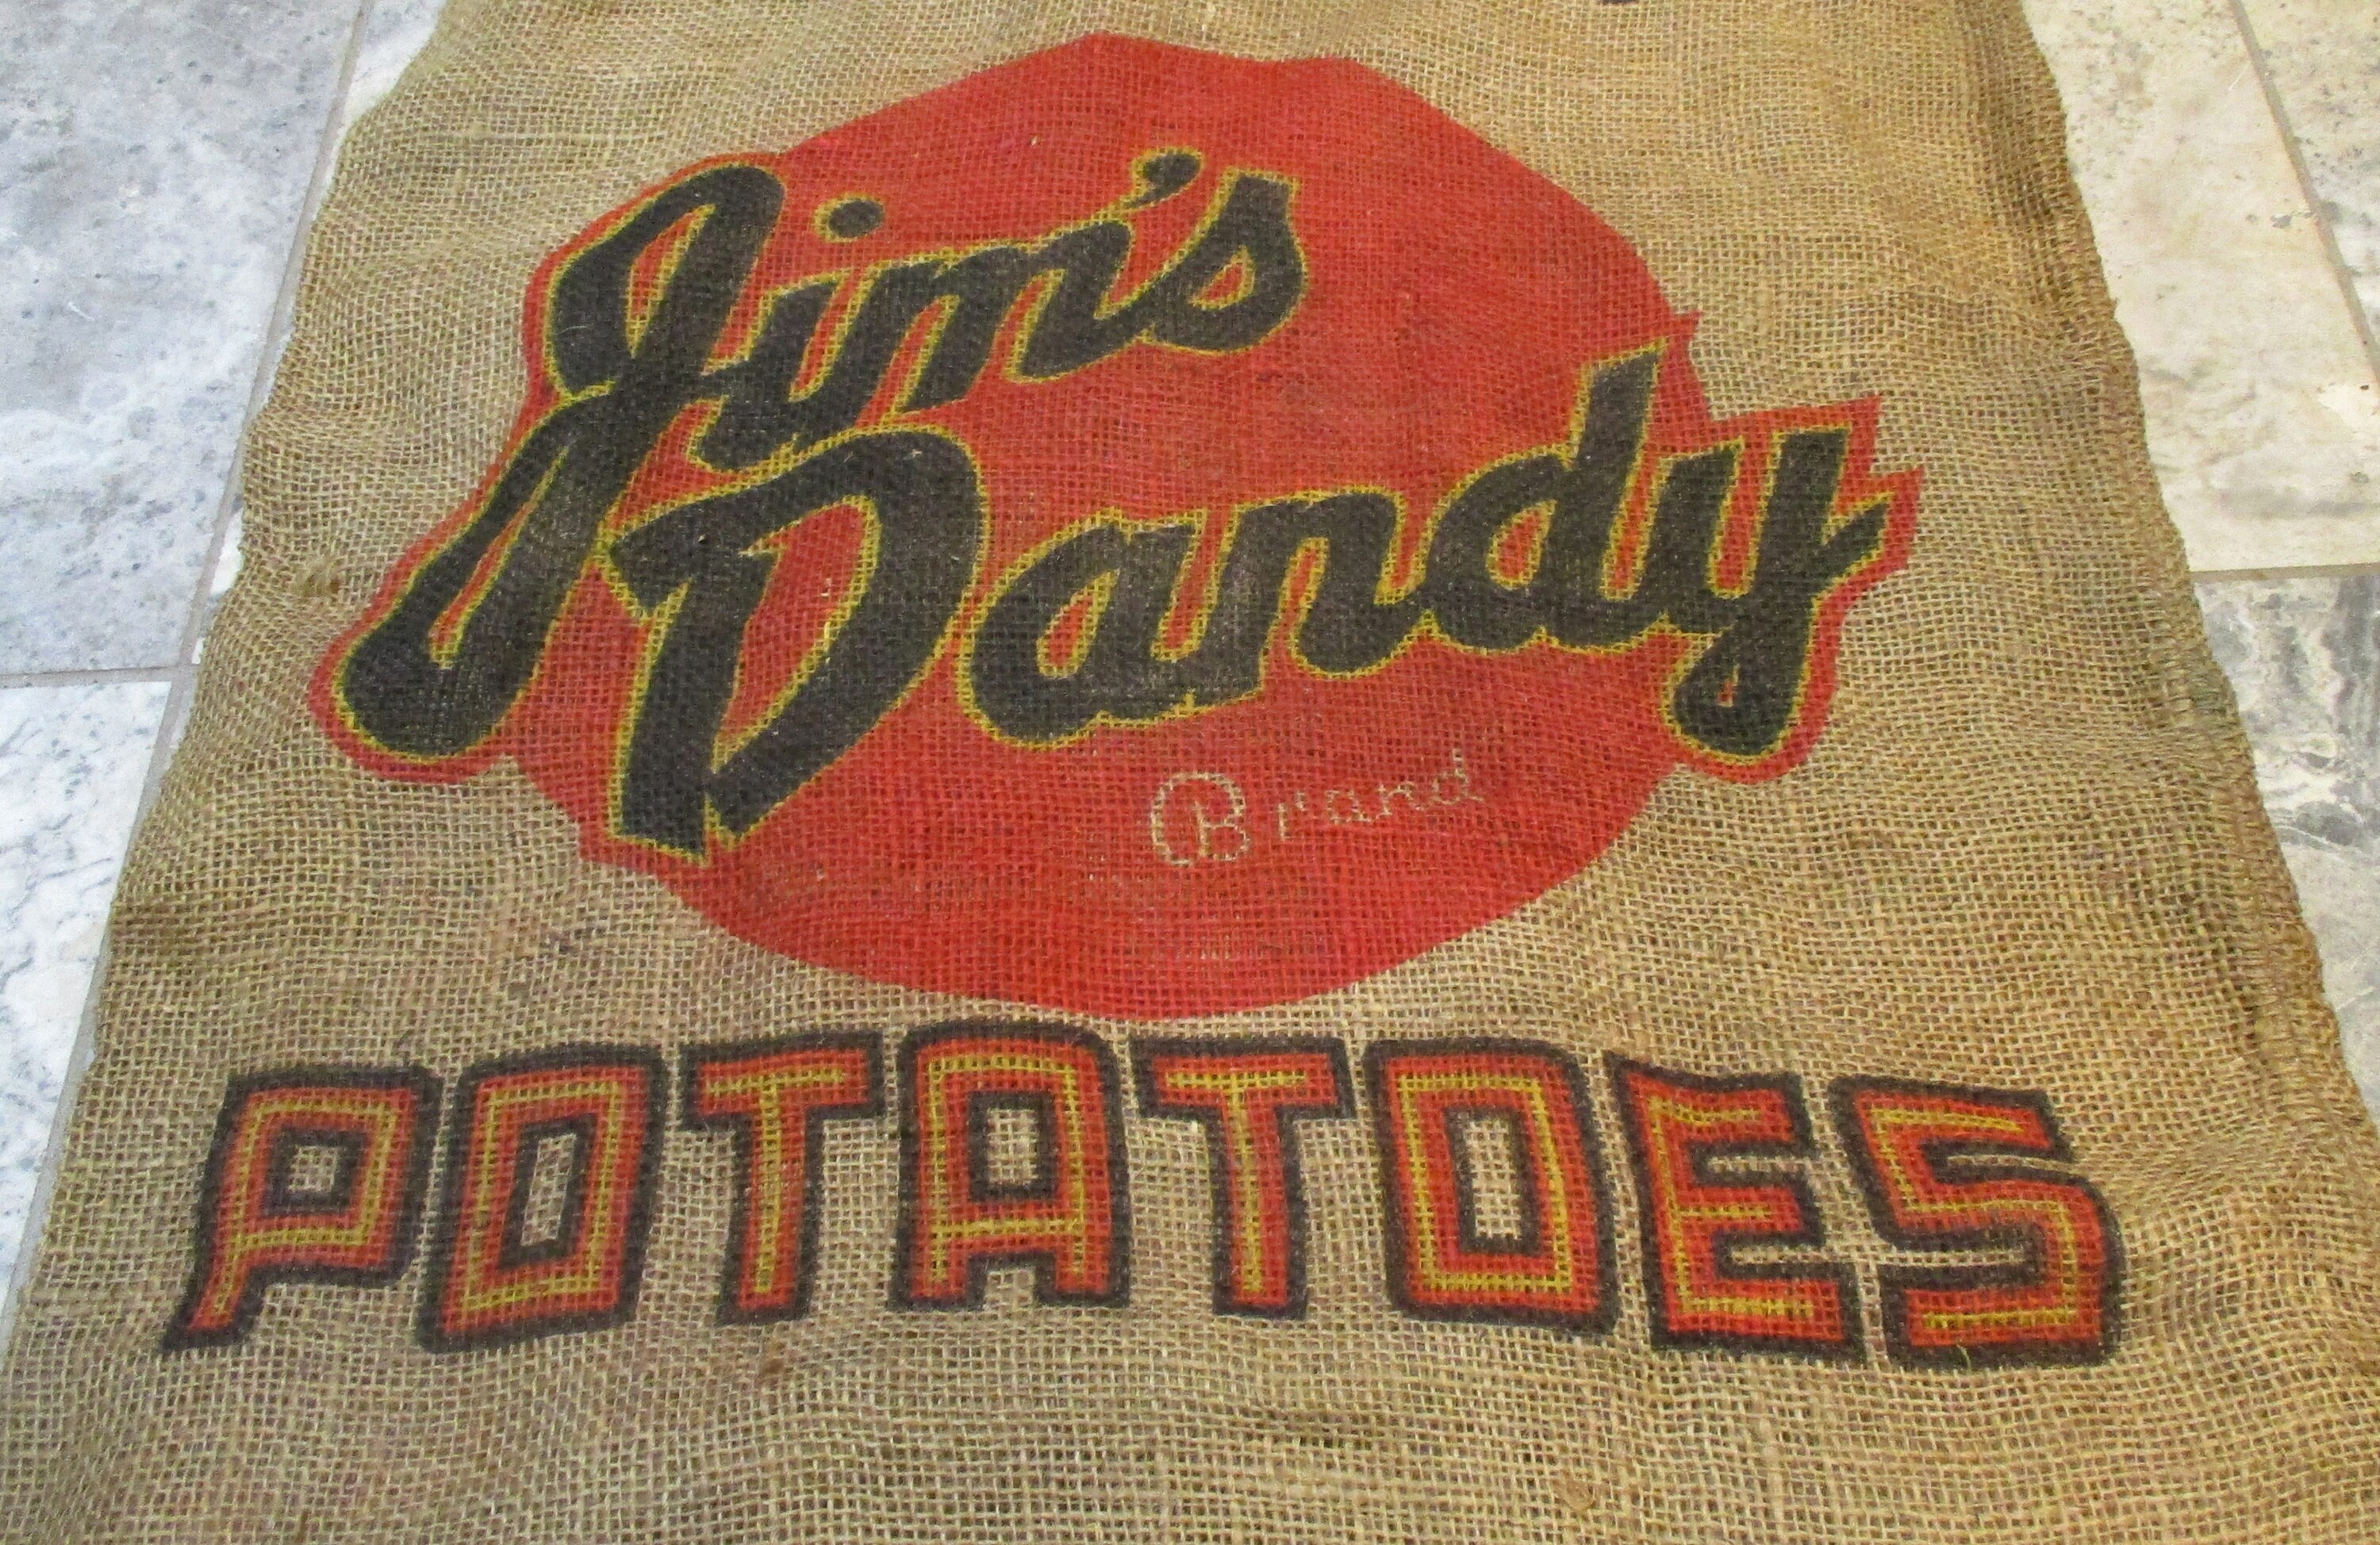 Jim's
Dandy
Brand
POTATOES